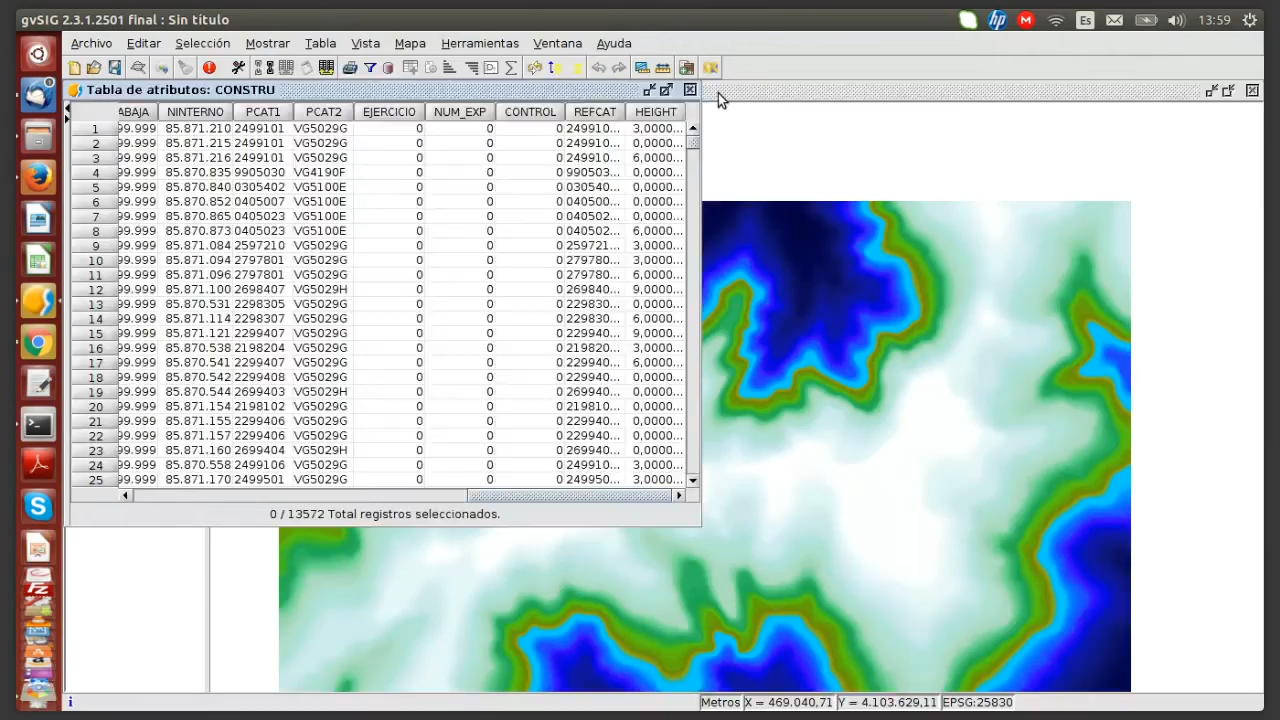 gvSIG 2.3.1.2501 final : Sin título
Es
13:59
Archivo Editar Selección Mostrar Tabla Vista Mapa Herramientas Ventana Ayuda
Tabla de atributos: CONSTRU
ABAJA NINTERNO PCAT1 PCAT2 EJERCICIO NUM_EXP CONTROL REFCAT HEIGHT
1 99.999 85.871.210 2499101 VG5029G 0 0 0 249910... 3,0000...
2 99.999 85.871.215 2499101 VG5029G 0 0 0 249910... 0,0000...
3 99.999 85.871.216 2499101 VG5029G 0 0 0 249910... 6,0000...
4 99.999 85.870.835 9905030 VG4190F 0 0 0 990503... 0,0000...
5 99.999 85.870.840 0305402 VG5100E 0 0 0 030540... 0,0000...
6 99.999 85.870.852 0405007 VG5100E 0 0 0 040500... 0,0000...
7 99.999 85.870.865 0405023 VG5100E 0 0 0 040502... 0,0000...
8 99.999 85.870.873 0405023 VG5100E 0 0 0 040502... 6,0000...
9 99.999 85.871.084 2597210 VG5029G 0 0 0 259721... 3,0000...
10 99.999 85.871.094 2797801 VG5029G 0 0 0 279780... 3,0000...
11 99.999 85.871.096 2797801 VG5029G 0 0 0 279780... 6,0000...
12 99.999 85.871.100 2698407 VG5029H 0 0 0 269840... 9,0000...
13 99.999 85.870.531 2298305 VG5029G 0 0 0 229830... 0,0000...
14 99.999 85.871.114 2298307 VG5029G 0 0 0 229830... 6,0000...
15 99.999 85.871.121 2299407 VG5029G 0 0 0 229940... 9,0000...
16 99.999 85.870.538 2198204 VG5029G 0 0 0 219820... 3,0000...
17 99.999 85.870.541 2299407 VG5029G 0 0 0 229940... 6,0000...
18 99.999 85.870.542 2299408 VG5029G 0 0 0 229940... 0,0000...
19 99.999 85.870.544 2699403 VG5029H 0 0 0 269940... 3,0000...
20 99.999 85.871.154 2198102 VG5029G 0 0 0 219810... 0,0000...
21 99.999 85.871.155 2299406 VG5029G 0 0 0 229940... 6,0000...
22 99.999 85.871.157 2299406 VG5029G 0 0 0 229940... 0,0000...
23 99.999 85.871.160 2699404 VG5029H 0 0 0 269940... 0,0000...
24 99.999 85.870.558 2499106 VG5029G 0 0 0 249910... 3,0000...
25 99.999 85.871.170 2499501 VG5029G 0 0 0 249950... 3,0000...
0 / 13572 Total registros seleccionados.
Metros X = 469.040,71 Y = 4.103.629,11 EPSG:25830